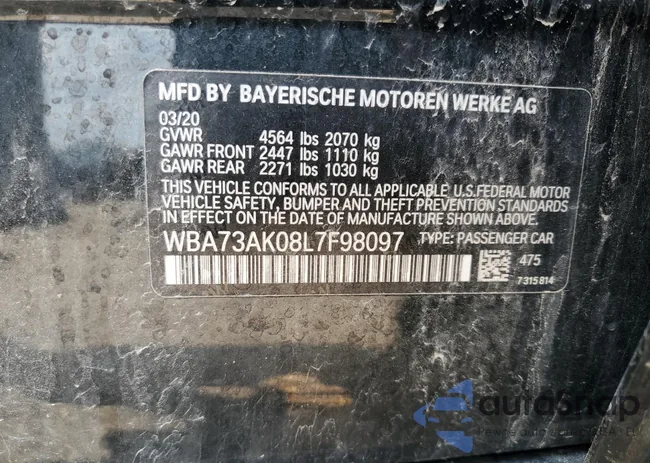 MFD BY BAYERISCHE MOTOREN WERKE AG
03/20
GVWR 4564 lbs 2070 kg
GAWR FRONT 2447 lbs 1110 kg
GAWR REAR 2271 lbs 1030 kg
THIS VEHICLE CONFORMS TO ALL APPLICABLE U.S.FEDERAL MOTOR
VEHICLE SAFETY, BUMPER AND THEFT PREVENTION STANDARDS
IN EFFECT ON THE DATE OF MANUFACTURE SHOWN ABOVE.
WBA73AK08L7F98097 TYPE: PASSENGER CAR
475
7315814
autoSnap